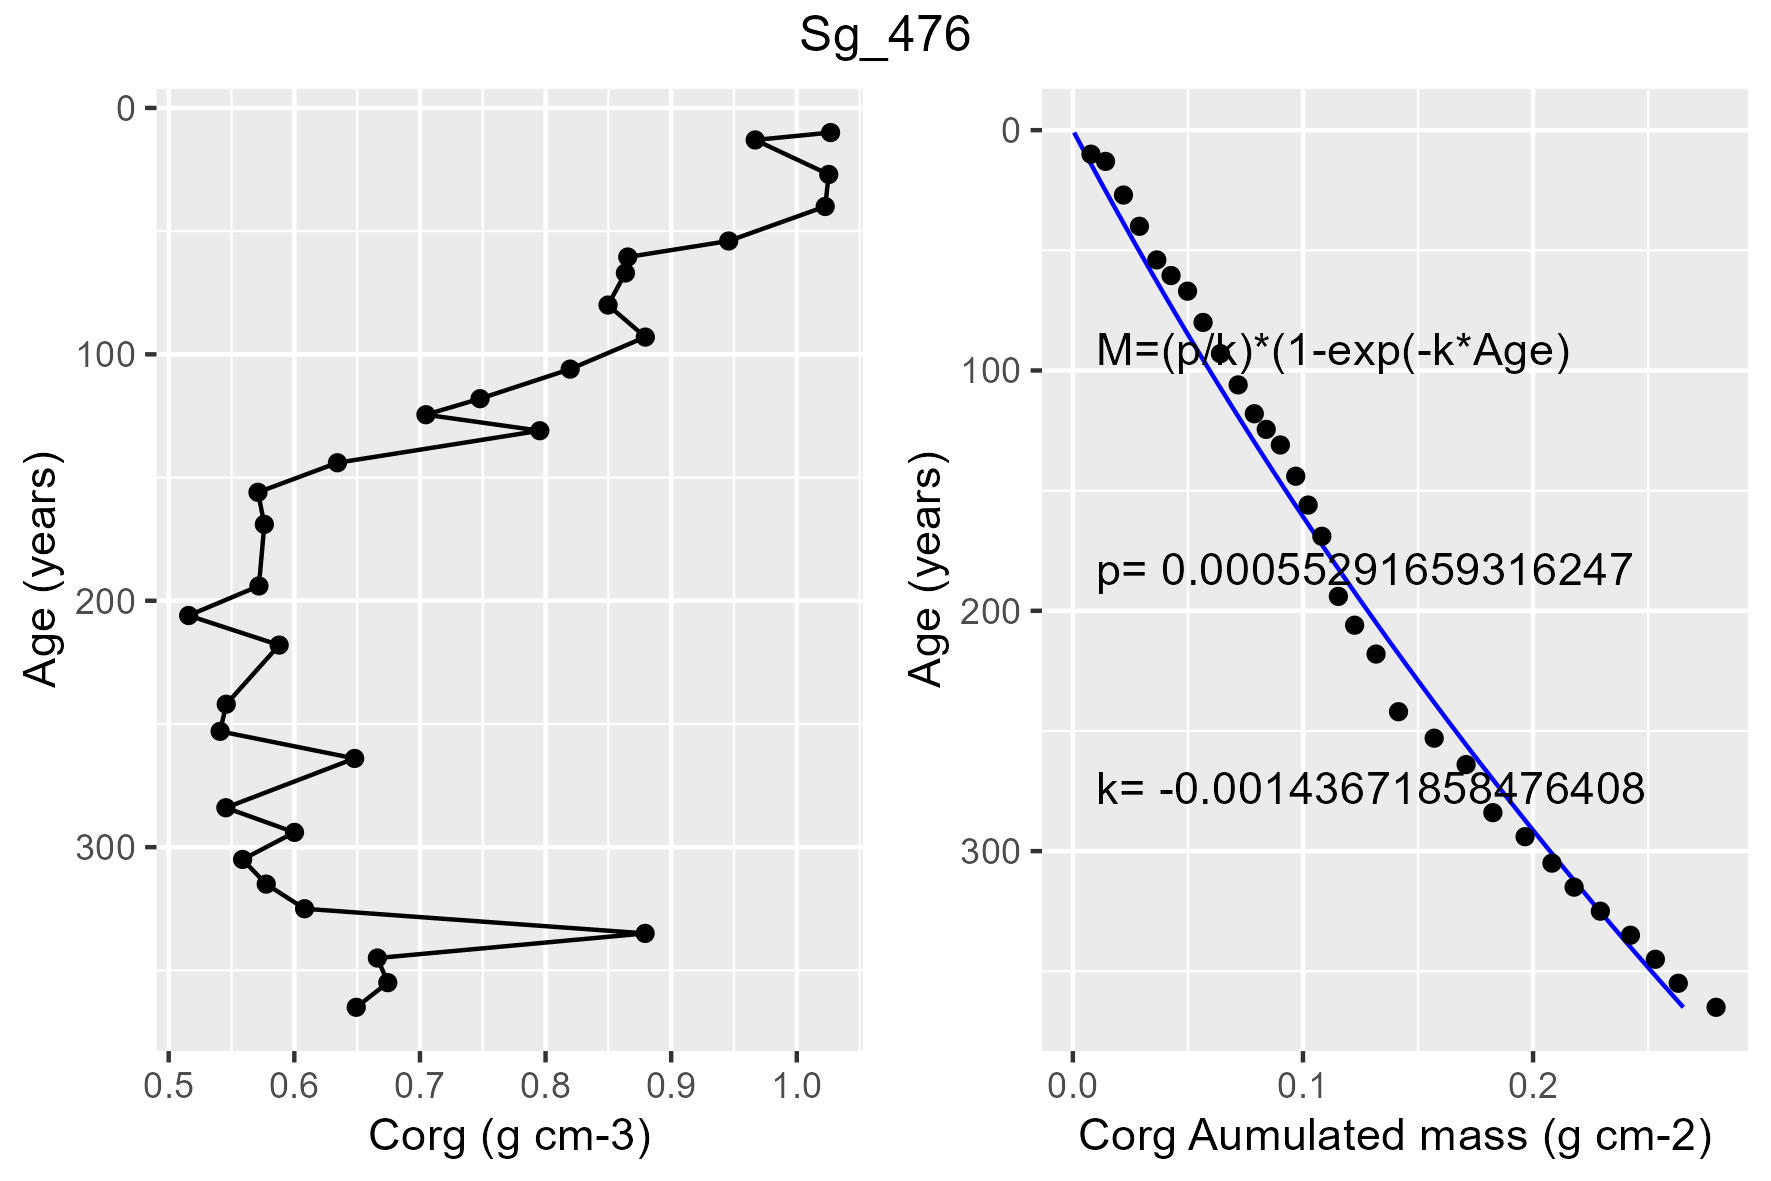 Sg_476
Age (years)
0
100
200
300
0.5 0.6 0.7 0.8 0.9 1.0
Corg (g cm-3)
Age (years)
0
100
200
300
M=(p/k)*(1-exp(-k*Age)
p= 0.00055291659316247
k= -0.00143671858476408
0.0 0.1 0.2
Corg Aumulated mass (g cm-2)